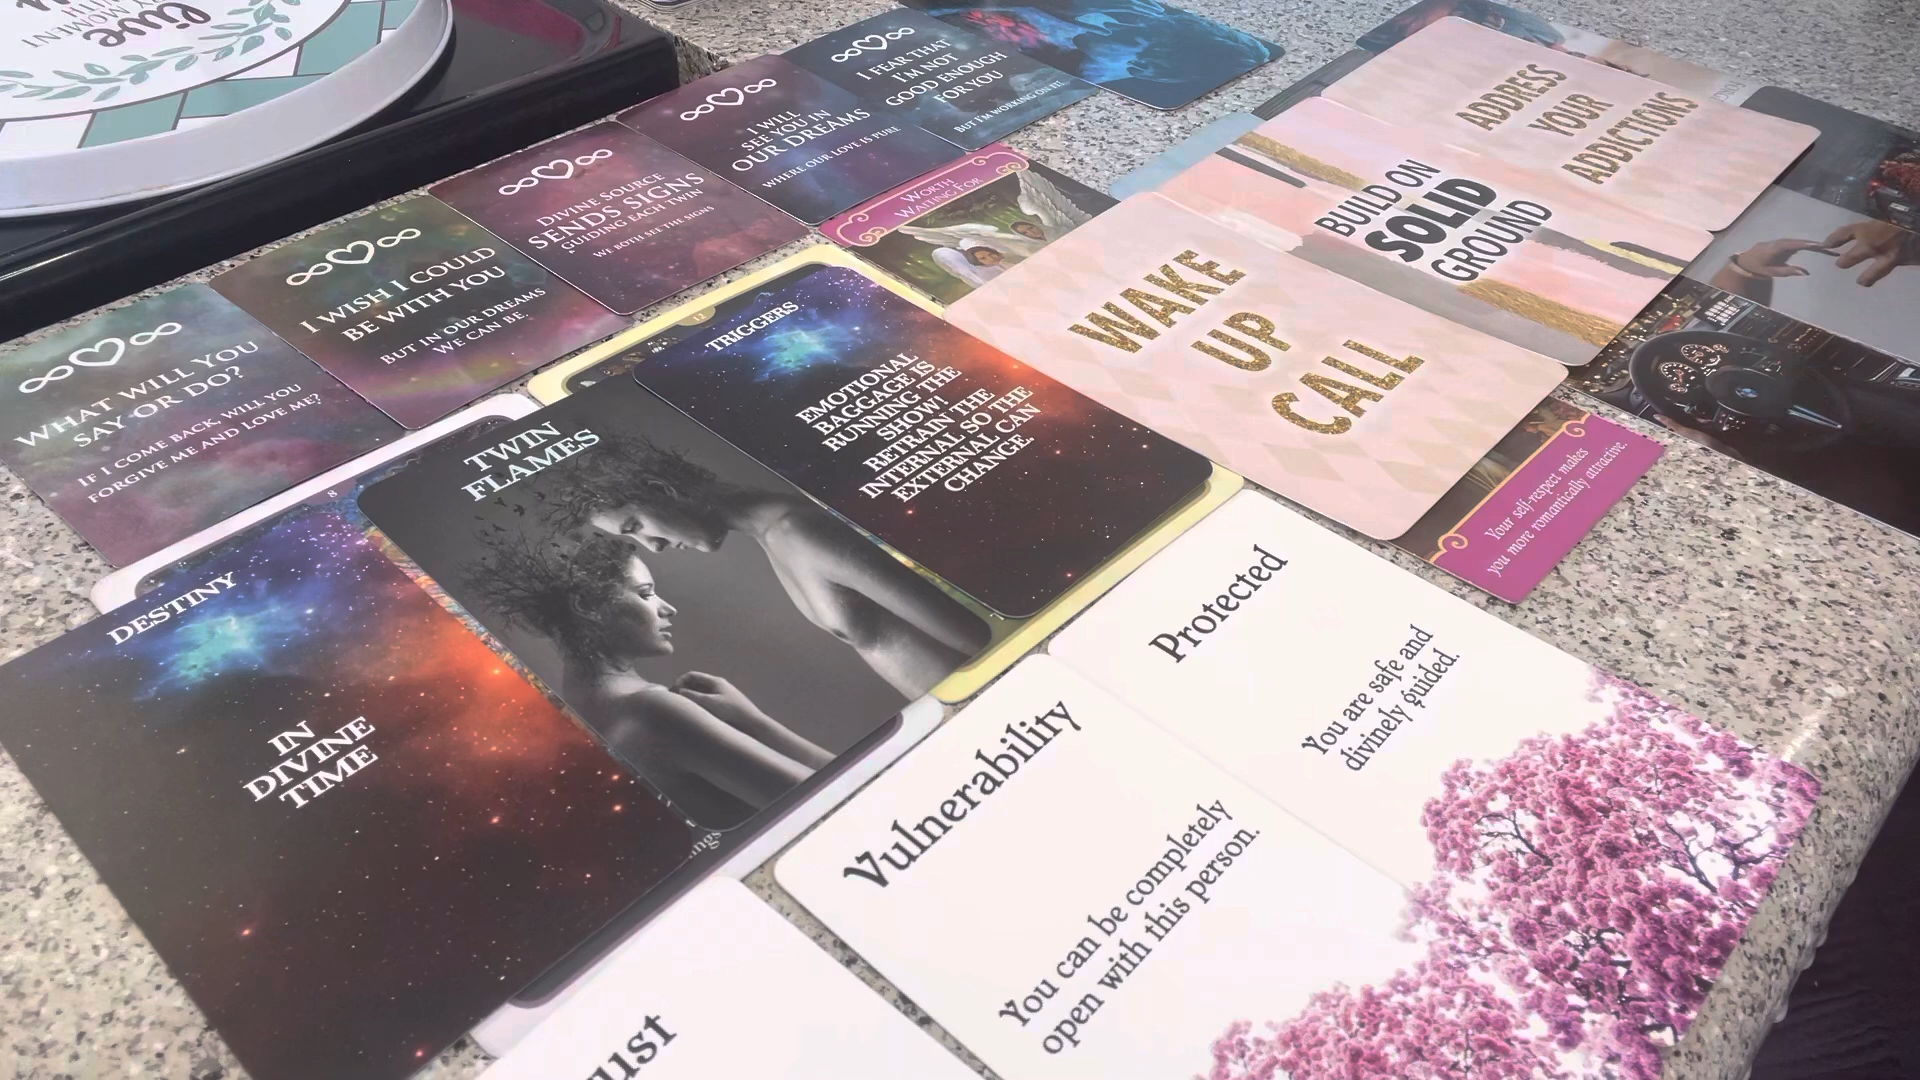 live
∞♡∞
WHAT WILL YOU
SAY OR DO?
IF I COME BACK, WILL YOU
FORGIVE ME AND LOVE ME?
∞♡∞
I WISH I COULD
BE WITH YOU
BUT IN OUR DREAMS
WE CAN BE.
∞♡∞
DIVINE SOURCE
SENDS SIGNS
GUIDING EACH TWIN
WE BOTH SEE THE SIGNS
∞♡∞
I WILL
SEE YOU IN
OUR DREAMS
WHERE OUR LOVE IS PURE
∞♡∞
I FEAR THAT
I'M NOT
GOOD ENOUGH
FOR YOU
BUT I'M WORKING ON IT.
WORTH
WAITING FOR
ADDRESS
YOUR
ADDICTIONS
BUILD ON
SOLID
GROUND
WAKE
UP
CALL
Your self-respect makes
you more romantically attractive.
12
TRIGGERS
EMOTIONAL
BAGGAGE IS
RUNNING THE
SHOW!
RETRAIN THE
INTERNAL SO THE
EXTERNAL CAN
CHANGE.
TWIN
FLAMES
8
DESTINY
IN
DIVINE
TIME
Protected
You are safe and
divinely guided.
Vulnerability
You can be completely
open with this person.